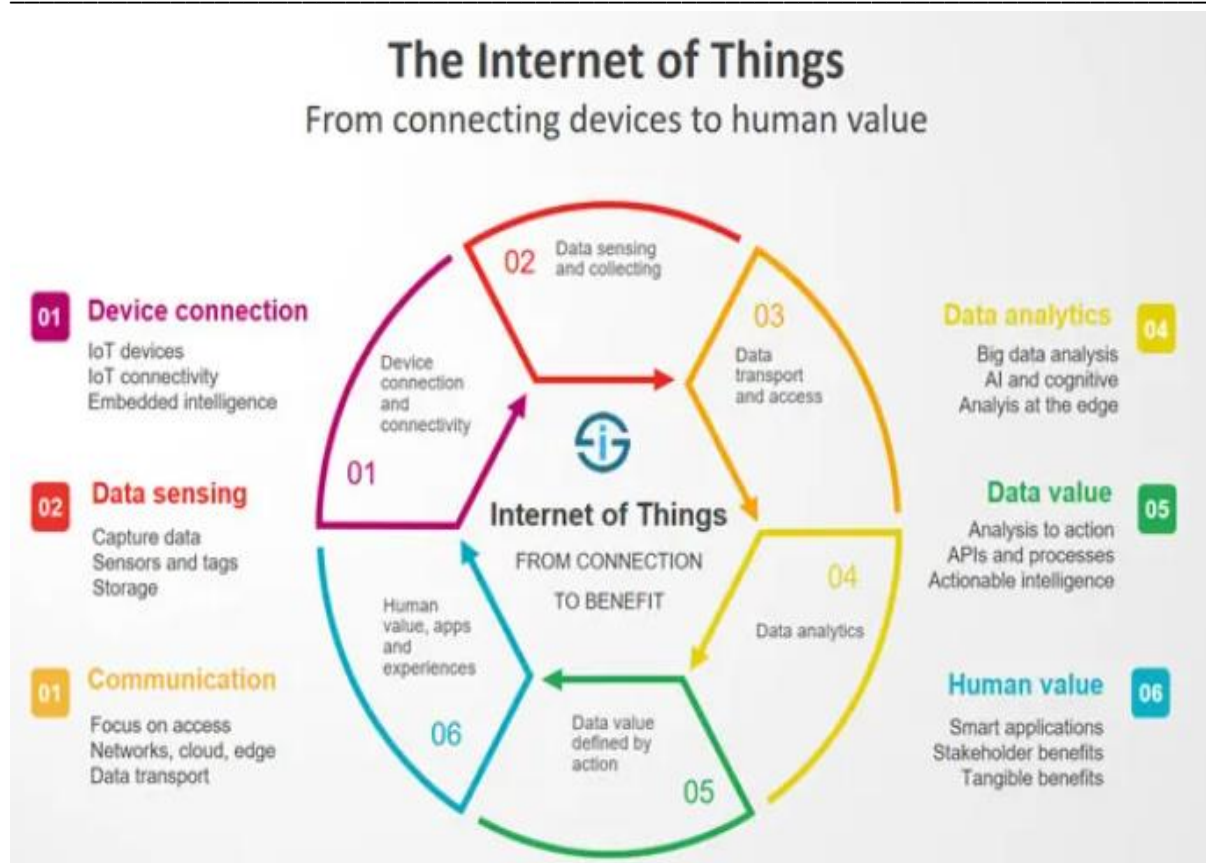 The Internet of Things
From connecting devices to human value
01
Device connection
IoT devices
IoT connectivity
Embedded intelligence
02
Data sensing
Capture data
Sensors and tags
Storage
01
Communication
Focus on access
Networks, cloud, edge
Data transport
Device
connection
and
connectivity
01
02
Data sensing
and collecting
03
Data
transport
and access
04
Data analytics
Data value
defined by
action
05
Human
value, apps
and
experiences
06
i
Internet of Things
FROM CONNECTION
TO BENEFIT
Data analytics
04
Big data analysis
AI and cognitive
Analyis at the edge
Data value
05
Analysis to action
APIs and processes
Actionable intelligence
Human value
06
Smart applications
Stakeholder benefits
Tangible benefits